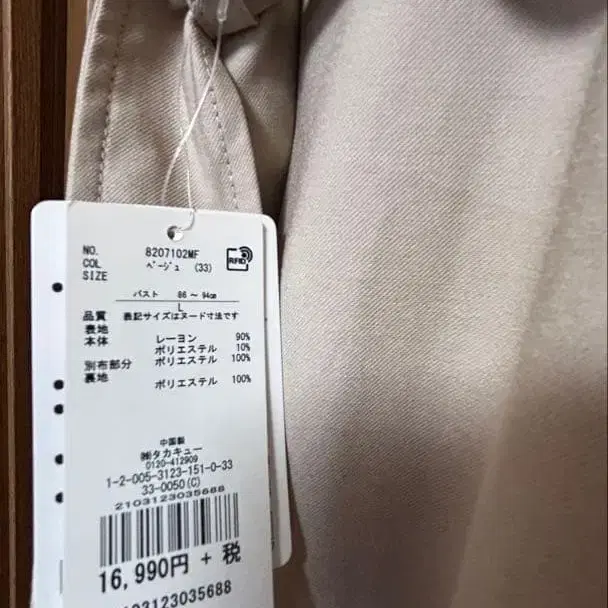 NO. 8207102MF
COL ベージュ (33)
SIZE
RFID
バスト 86 ～ 94cm
L
品質 表記サイズはヌード寸法です
表地
本体 レーヨン 90%
ポリエステル 10%
別布部分 ポリエステル 100%
裏地 ポリエステル 100%
中国製
㈱タカキュー
0120-412909
1-2-005-3123-151-0-33
33-0050(C)
2103123035688
16,990円 + 税
3123035688